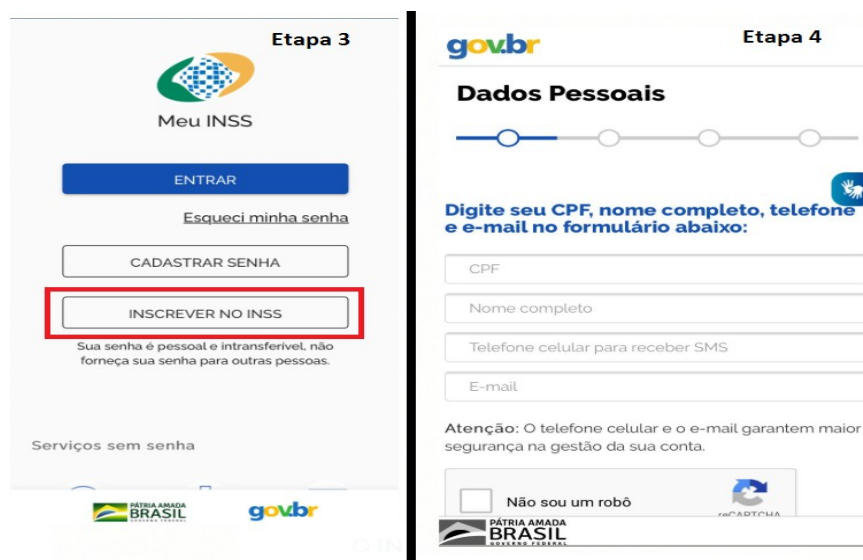 Etapa 3
Meu INSS
ENTRAR
Esqueci minha senha
CADASTRAR SENHA
INSCREVER NO INSS
Sua senha é pessoal e intransferível, não
forneça sua senha para outras pessoas.
Serviços sem senha
PÁTRIA AMADA
BRASIL
GOVERNO FEDERAL
gov.br
gov.br
Etapa 4
Dados Pessoais
Digite seu CPF, nome completo, telefone
e e-mail no formulário abaixo:
CPF
Nome completo
Telefone celular para receber SMS
E-mail
Atenção: O telefone celular e o e-mail garantem maior
segurança na gestão da sua conta.
Não sou um robô
reCAPTCHA
PÁTRIA AMADA
BRASIL
GOVERNO FEDERAL